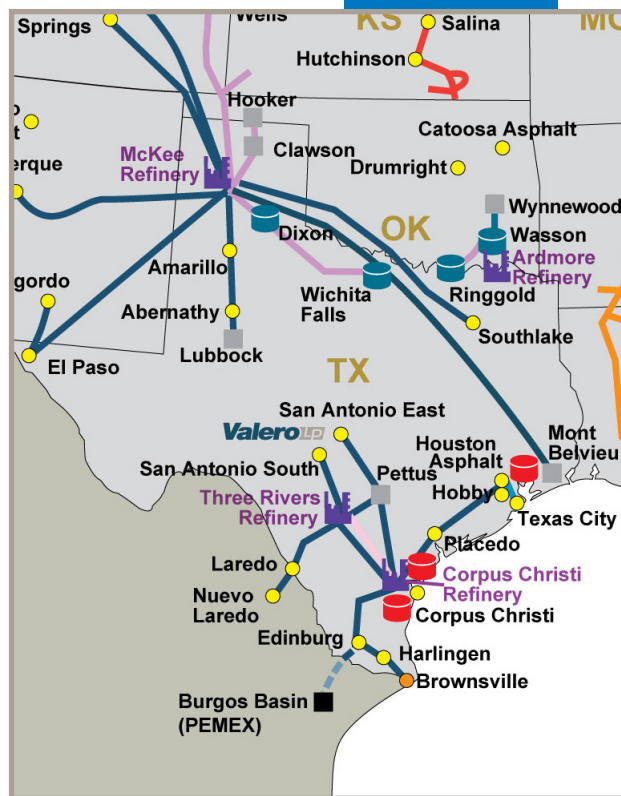 Springs
Wells
KS
Salina
MO
Hutchinson
Hooker
Catoosa Asphalt
McKee
Refinery
Clawson
Drumright
erque
Wynnewood
Dixon
OK
Wasson
Amarillo
Ardmore
Refinery
gordo
Wichita
Falls
Ringgold
Abernathy
Southlake
Lubbock
El Paso
TX
San Antonio East
Valero LP
Houston
Asphalt
Mont
Belvieu
San Antonio South
Pettus
Hobby
Three Rivers
Refinery
Texas City
Placedo
Laredo
Corpus Christi
Refinery
Nuevo
Laredo
Corpus Christi
Edinburg
Harlingen
Brownsville
Burgos Basin
(PEMEX)